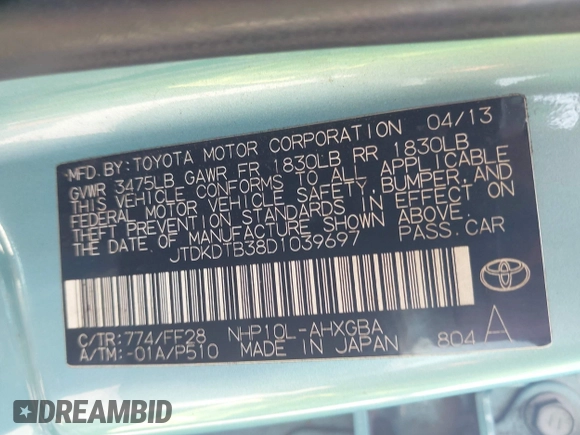 MFD.BY:TOYOTA MOTOR CORPORATION 04/13
GVWR 3475LB GAWR FR 1830LB RR 1830LB
THIS VEHICLE CONFORMS TO ALL APPLICABLE
FEDERAL MOTOR VEHICLE SAFETY,BUMPER,AND
THEFT PREVENTION STANDARDS IN EFFECT ON
THE DATE OF MANUFACTURE SHOWN ABOVE.
JTDKDTB38D1039697 PASS.CAR
C/TR:774/FF28 NHP10L-AHXGBA
A/TM:-01A/P510 MADE IN JAPAN 804 A
DREAMBID